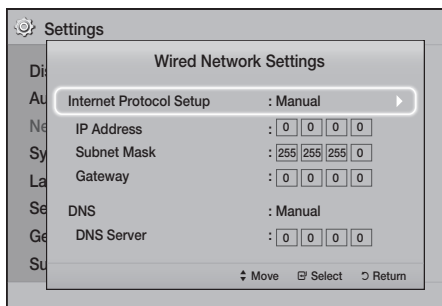 Settings
Wired Network Settings
Internet Protocol Setup : Manual
IP Address : 0 0 0 0
Subnet Mask : 255 255 255 0
Gateway : 0 0 0 0
DNS : Manual
DNS Server : 0 0 0 0
Move Select Return